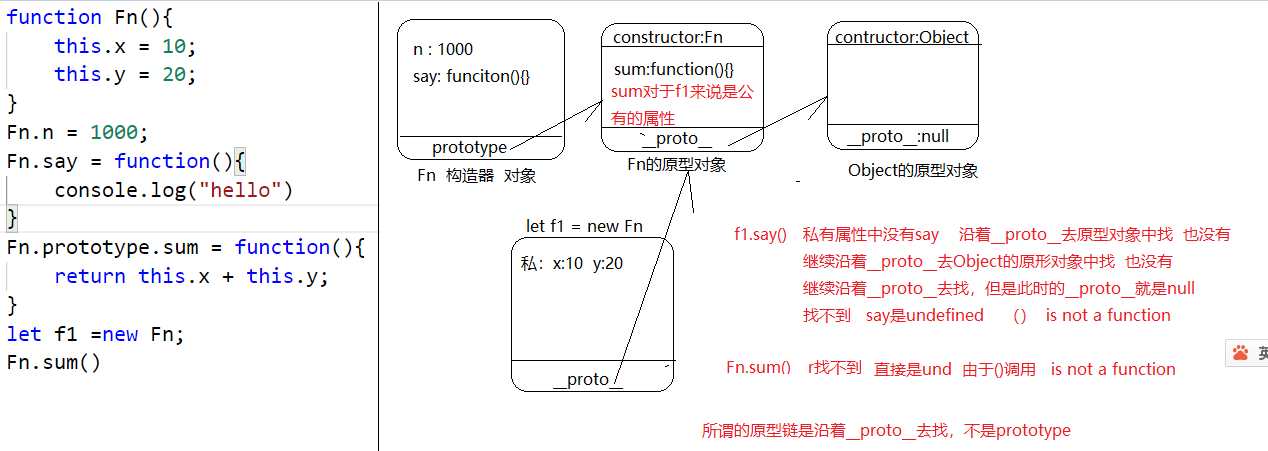 function Fn(){
this.x = 10;
this.y = 20;
}
Fn.n = 1000;
Fn.say = function(){
console.log("hello")
}
Fn.prototype.sum = function(){
return this.x + this.y;
}
let f1 =new Fn;
Fn.sum()
n : 1000
say: funciton(){}
prototype
Fn 构造器 对象
constructor:Fn
sum:function(){}
sum对于f1来说是公
有的属性
__proto__
Fn的原型对象
contructor:Object
__proto__:null
Object的原型对象
let f1 = new Fn
私: x:10 y:20
__proto__
f1.say() 私有属性中没有say 沿着__proto__去原型对象中找 也没有
继续沿着__proto__去Object的原形对象中找 也没有
继续沿着__proto__去找，但是此时的__proto__就是null
找不到 say是undefined () is not a function
Fn.sum() r找不到 直接是und 由于()调用 is not a function
所谓的原型链是沿着__proto__去找，不是prototype
英